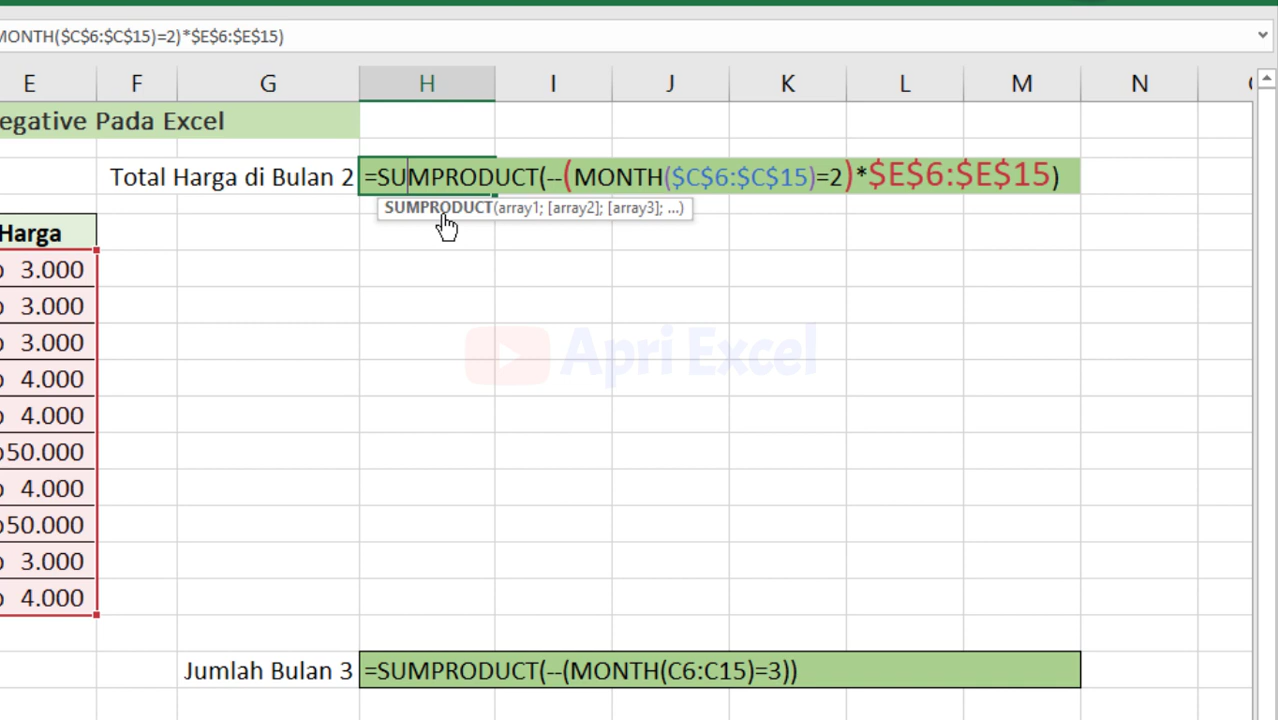 MONTH($C$6:$C$15)=2)*$E$6:$E$15)
E F G H I J K L M N
egative Pada Excel
Total Harga di Bulan 2 =SUMPRODUCT(--(MONTH($C$6:$C$15)=2)*$E$6:$E$15)
SUMPRODUCT(array1; [array2]; [array3]; ...)
Harga
3.000
3.000
3.000
4.000
Apri Excel
4.000
50.000
4.000
50.000
3.000
4.000
Jumlah Bulan 3 =SUMPRODUCT(--(MONTH(C6:C15)=3))